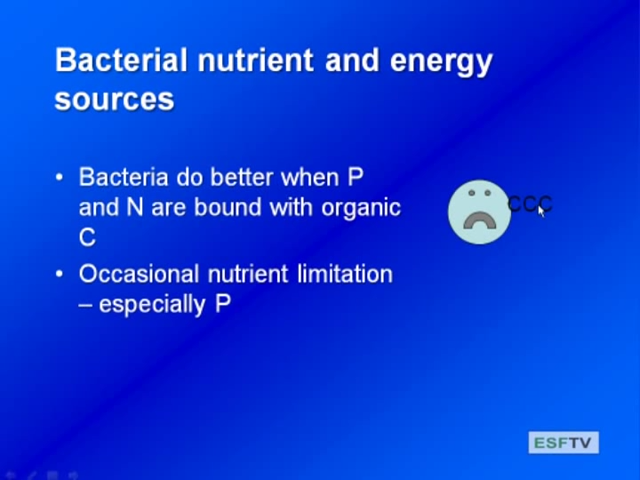 Bacterial nutrient and energy
sources
• Bacteria do better when P
and N are bound with organic
C
CCC
• Occasional nutrient limitation
– especially P
ESFTV